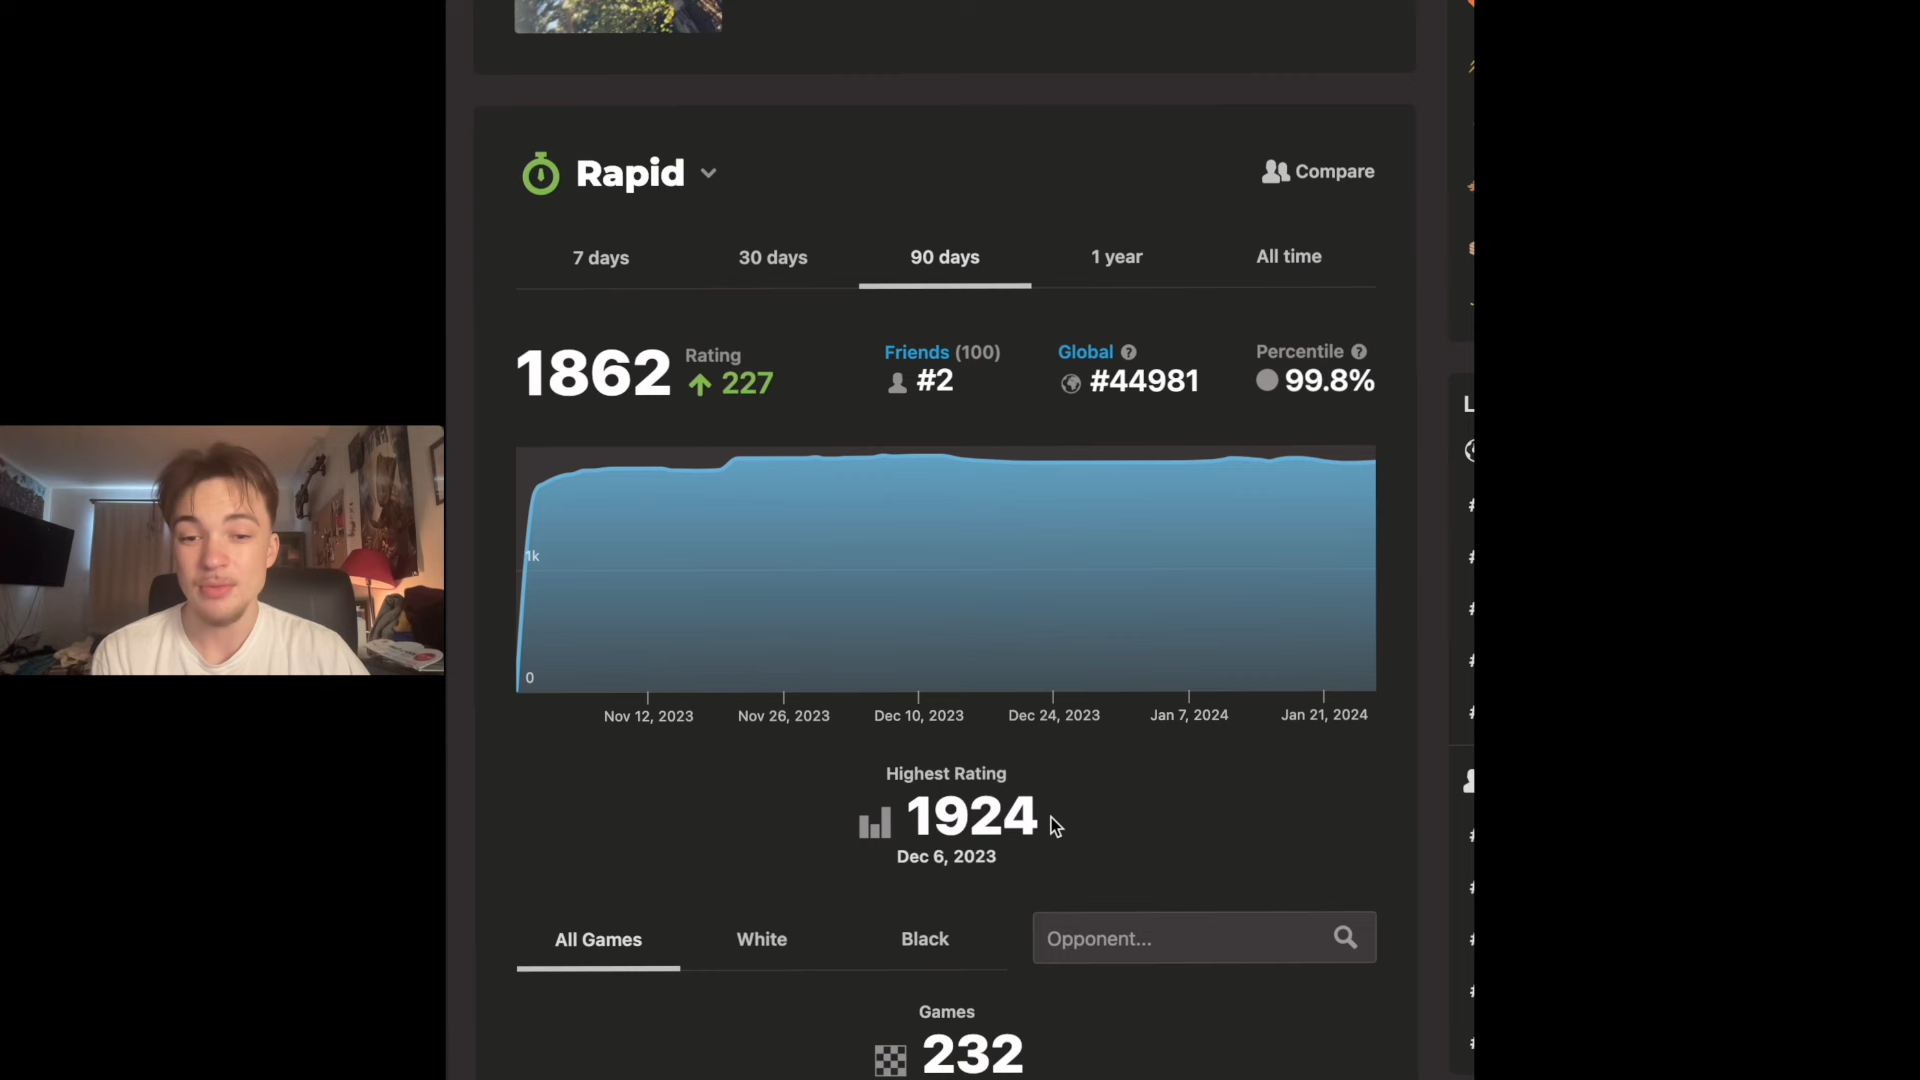 Rapid
Compare
7 days 30 days 90 days 1 year All time
1862 Rating 227
Friends (100) #2
Global #44981
Percentile 99.8%
1k
0
Nov 12, 2023 Nov 26, 2023 Dec 10, 2023 Dec 24, 2023 Jan 7, 2024 Jan 21, 2024
Highest Rating
1924
Dec 6, 2023
All Games White Black Opponent...
Games
232